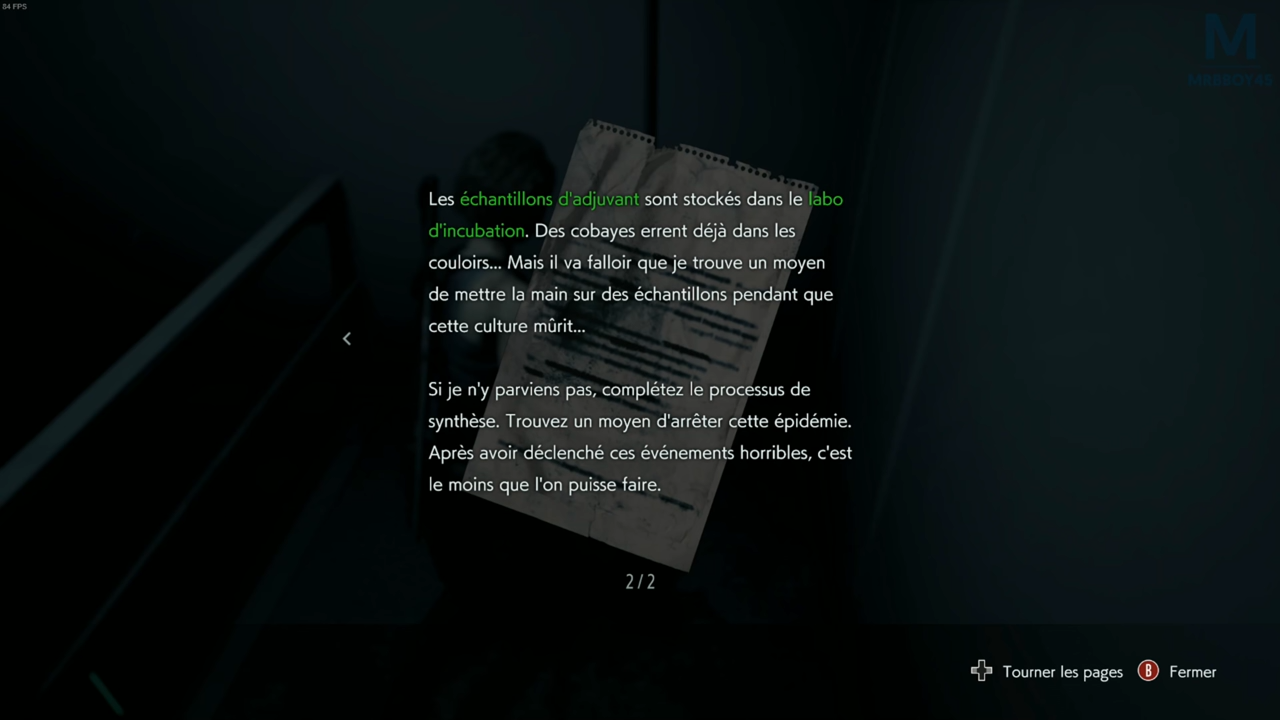 84 FPS
M
MRBBOY45
Les échantillons d'adjuvant sont stockés dans le labo
d'incubation. Des cobayes errent déjà dans les
couloirs... Mais il va falloir que je trouve un moyen
de mettre la main sur des échantillons pendant que
cette culture mûrit...
Si je n'y parviens pas, complétez le processus de
synthèse. Trouvez un moyen d'arrêter cette épidémie.
Après avoir déclenché ces événements horribles, c'est
le moins que l'on puisse faire.
2 / 2
Tourner les pages B Fermer